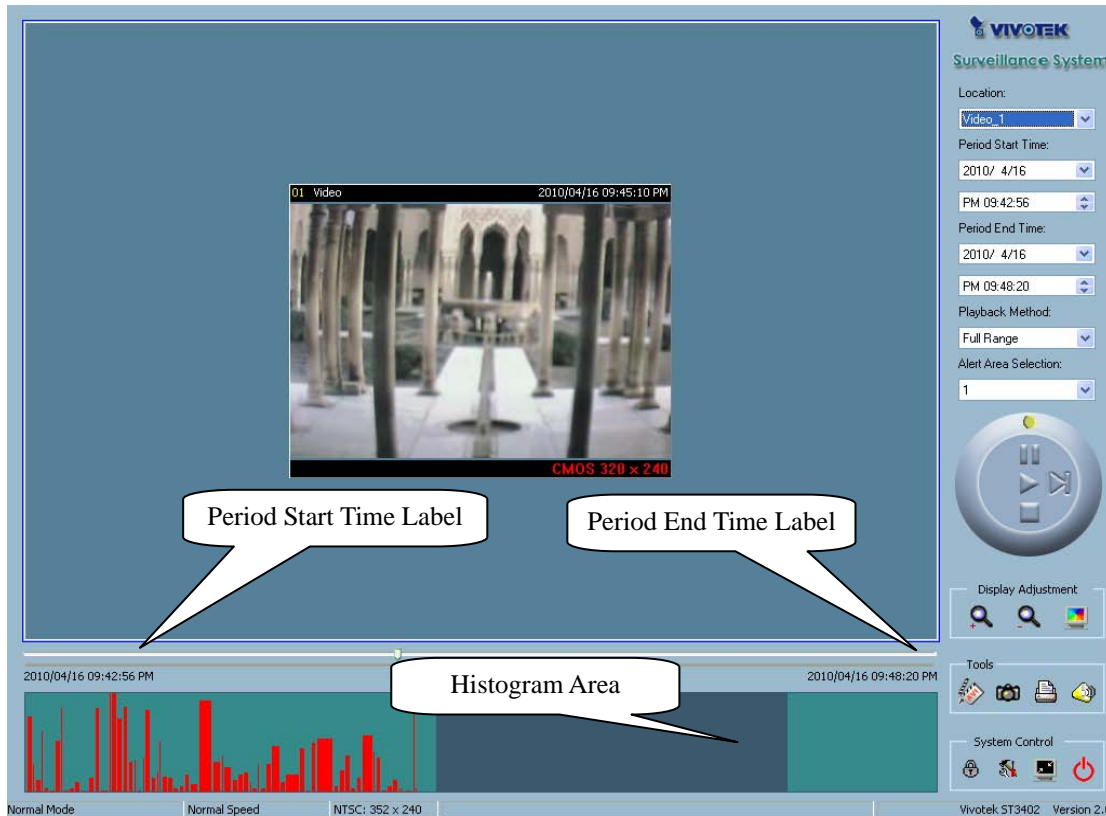 VIVOTEK
Surveillance System
Location:
Video_1
Period Start Time:
2010/ 4/16
PM 09:42:56
Period End Time:
2010/ 4/16
PM 09:48:20
Playback Method:
Full Range
Alert Area Selection:
1
01 Video 2010/04/16 09:45:10 PM
CMOS 320 x 240
Period Start Time Label
Period End Time Label
Display Adjustment
2010/04/16 09:42:56 PM
2010/04/16 09:48:20 PM
Histogram Area
Tools
System Control
Normal Mode
Normal Speed
NTSC: 352 x 240
Vivotek ST3402 Version 2.